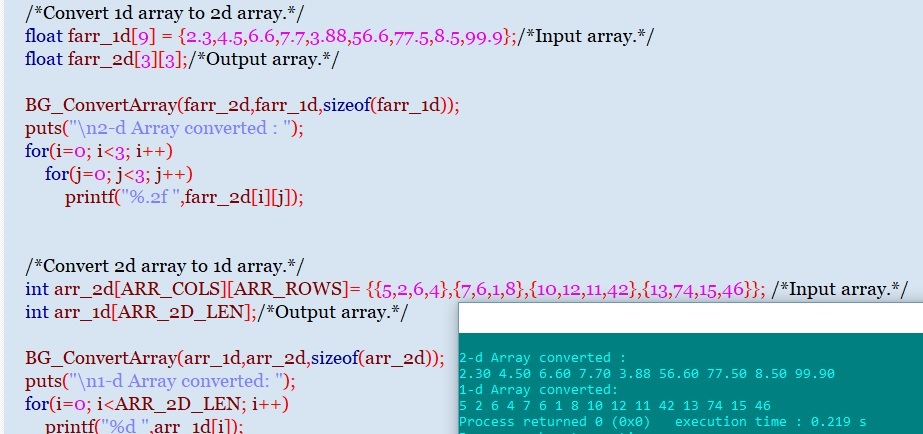 /*Convert 1d array to 2d array.*/
float farr_1d[9] = {2.3,4.5,6.6,7.7,3.88,56.6,77.5,8.5,99.9};/*Input array.*/
float farr_2d[3][3];/*Output array.*/
BG_ConvertArray(farr_2d,farr_1d,sizeof(farr_1d));
puts("\n2-d Array converted : ");
for(i=0; i<3; i++)
for(j=0; j<3; j++)
printf("%.2f ",farr_2d[i][j]);
/*Convert 2d array to 1d array.*/
int arr_2d[ARR_COLS][ARR_ROWS]= {{5,2,6,4},{7,6,1,8},{10,12,11,42},{13,74,15,46}}; /*Input array.*/
int arr_1d[ARR_2D_LEN];/*Output array.*/
BG_ConvertArray(arr_1d,arr_2d,sizeof(arr_2d));
puts("\n1-d Array converted: ");
for(i=0; i<ARR_2D_LEN; i++)
printf("%d ",arr_1d[i]);
2-d Array converted :
2.30 4.50 6.60 7.70 3.88 56.60 77.50 8.50 99.90
1-d Array converted:
5 2 6 4 7 6 1 8 10 12 11 42 13 74 15 46
Process returned 0 (0x0)   execution time : 0.219 s